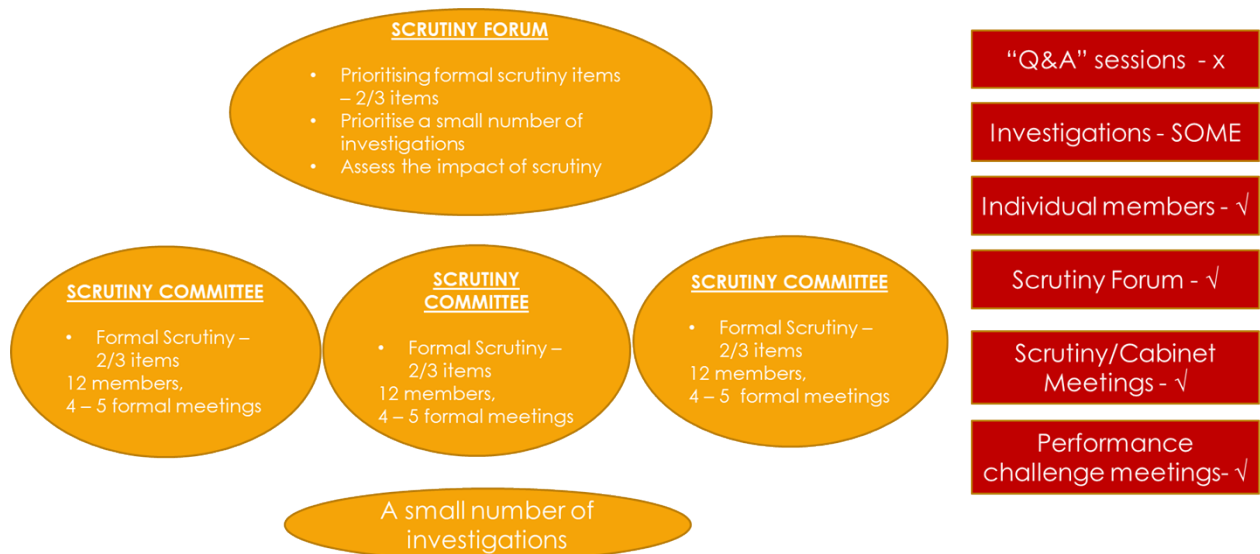 SCRUTINY FORUM
• Prioritising formal scrutiny items
– 2/3 items
• Prioritise a small number of
investigations
• Assess the impact of scrutiny
SCRUTINY COMMITTEE
• Formal Scrutiny –
2/3 items
12 members,
4 – 5 formal meetings
SCRUTINY
COMMITTEE
• Formal Scrutiny –
2/3 items
12 members,
4 – 5 formal meetings
SCRUTINY COMMITTEE
• Formal Scrutiny –
2/3 items
12 members,
4 – 5  formal meetings
A small number of
investigations
“Q&A” sessions  - x
Investigations - SOME
Individual members - √
Scrutiny Forum - √
Scrutiny/Cabinet
Meetings - √
Performance
challenge meetings- √